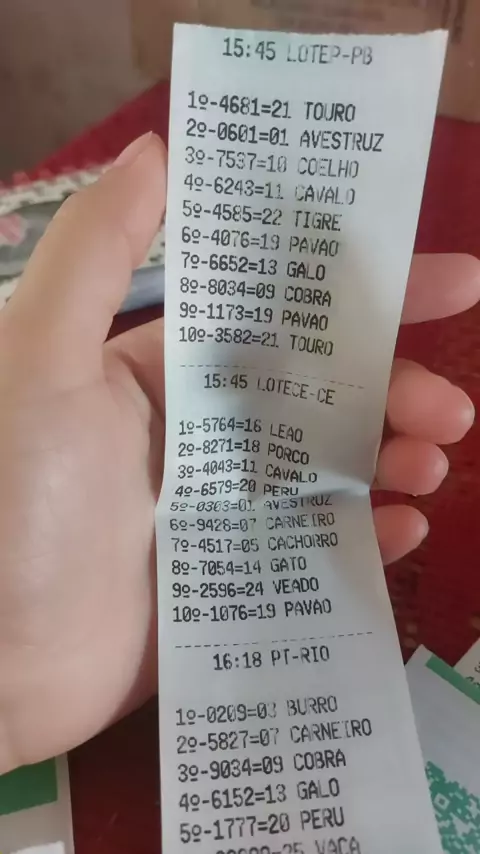 15:45 LOTEP-PB
1º-4681=21 TOURO
2º-0601=01 AVESTRUZ
3º-7537=10 COELHO
4º-6243=11 CAVALO
5º-4585=22 TIGRE
6º-4076=19 PAVAO
7º-6652=13 GALO
8º-8034=09 COBRA
9º-1173=19 PAVAO
10º-3582=21 TOURO
15:45 LOTECE-CE
1º-5764=16 LEAO
2º-8271=18 PORCO
3º-4043=11 CAVALO
4º-6579=20 PERU
5º-0303=01 AVESTRUZ
6º-9428=07 CARNEIRO
7º-4517=05 CACHORRO
8º-7054=14 GATO
9º-2596=24 VEADO
10º-1076=19 PAVAO
16:18 PT-RIO
1º-0209=03 BURRO
2º-5827=07 CARNEIRO
3º-9034=09 COBRA
4º-6152=13 GALO
5º-1777=20 PERU
=25 VACA